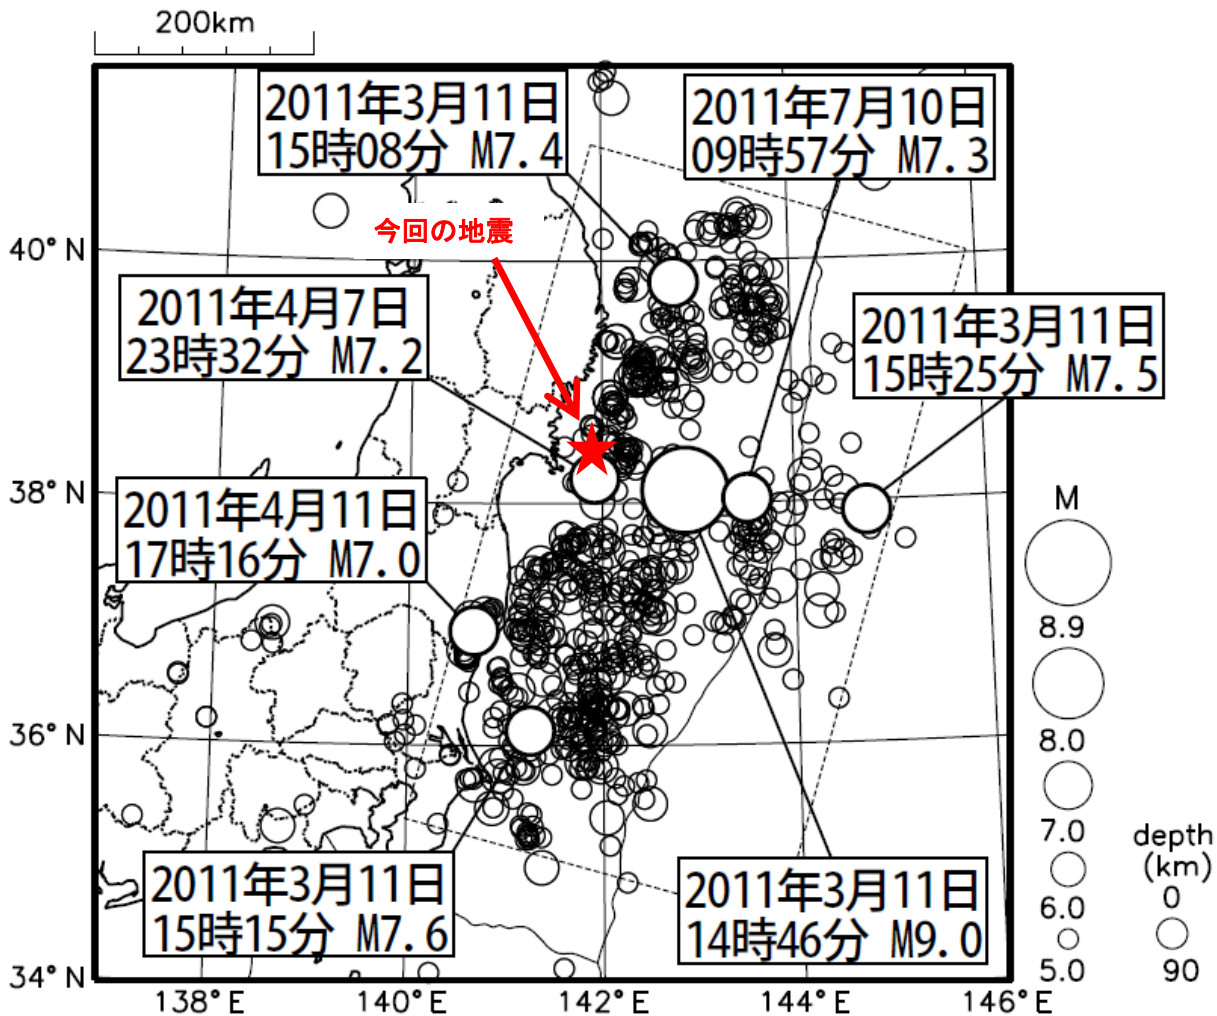 200km
2011年3月11日
15時08分 M7.4
2011年7月10日
09時57分 M7.3
今回の地震
40°N
2011年4月7日
23時32分 M7.2
2011年3月11日
15時25分 M7.5
38°N
2011年4月11日
17時16分 M7.0
M
8.9
8.0
7.0
6.0
5.0
depth
(km)
0
90
36°N
2011年3月11日
15時15分 M7.6
2011年3月11日
14時46分 M9.0
34°N
138°E
140°E
142°E
144°E
146°E